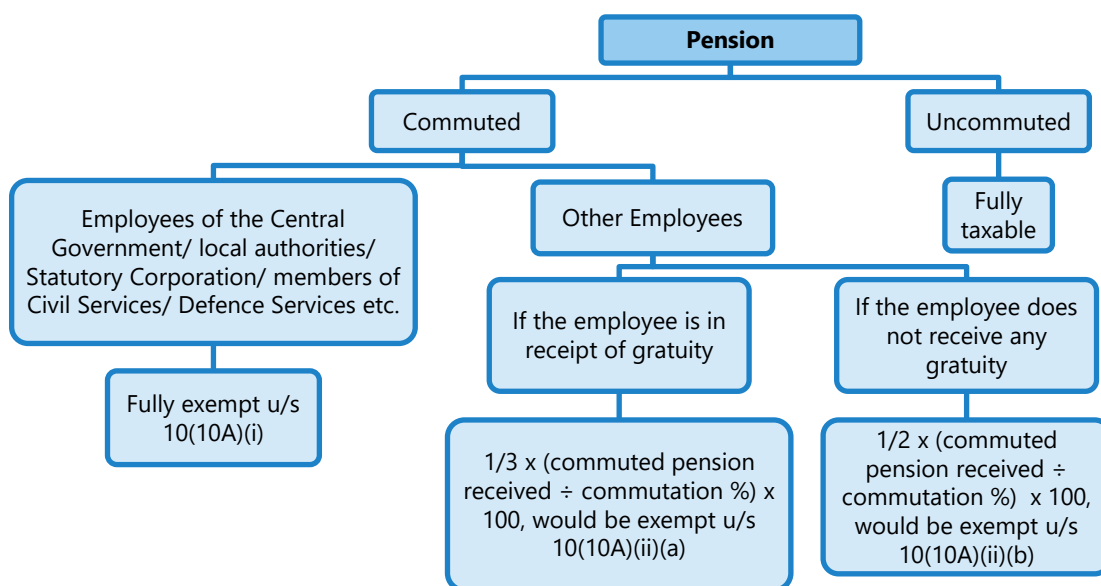 Pension
Commuted
Uncommuted
Employees of the Central
Government/ local authorities/
Statutory Corporation/ members of
Civil Services/ Defence Services etc.
Other Employees
Fully
taxable
If the employee is in
receipt of gratuity
If the employee does
not receive any
gratuity
Fully exempt u/s
10(10A)(i)
1/3 x (commuted pension
received ÷ commutation %) x
100, would be exempt u/s
10(10A)(ii)(a)
1/2 x (commuted
pension received ÷
commutation %) x 100,
would be exempt u/s
10(10A)(ii)(b)